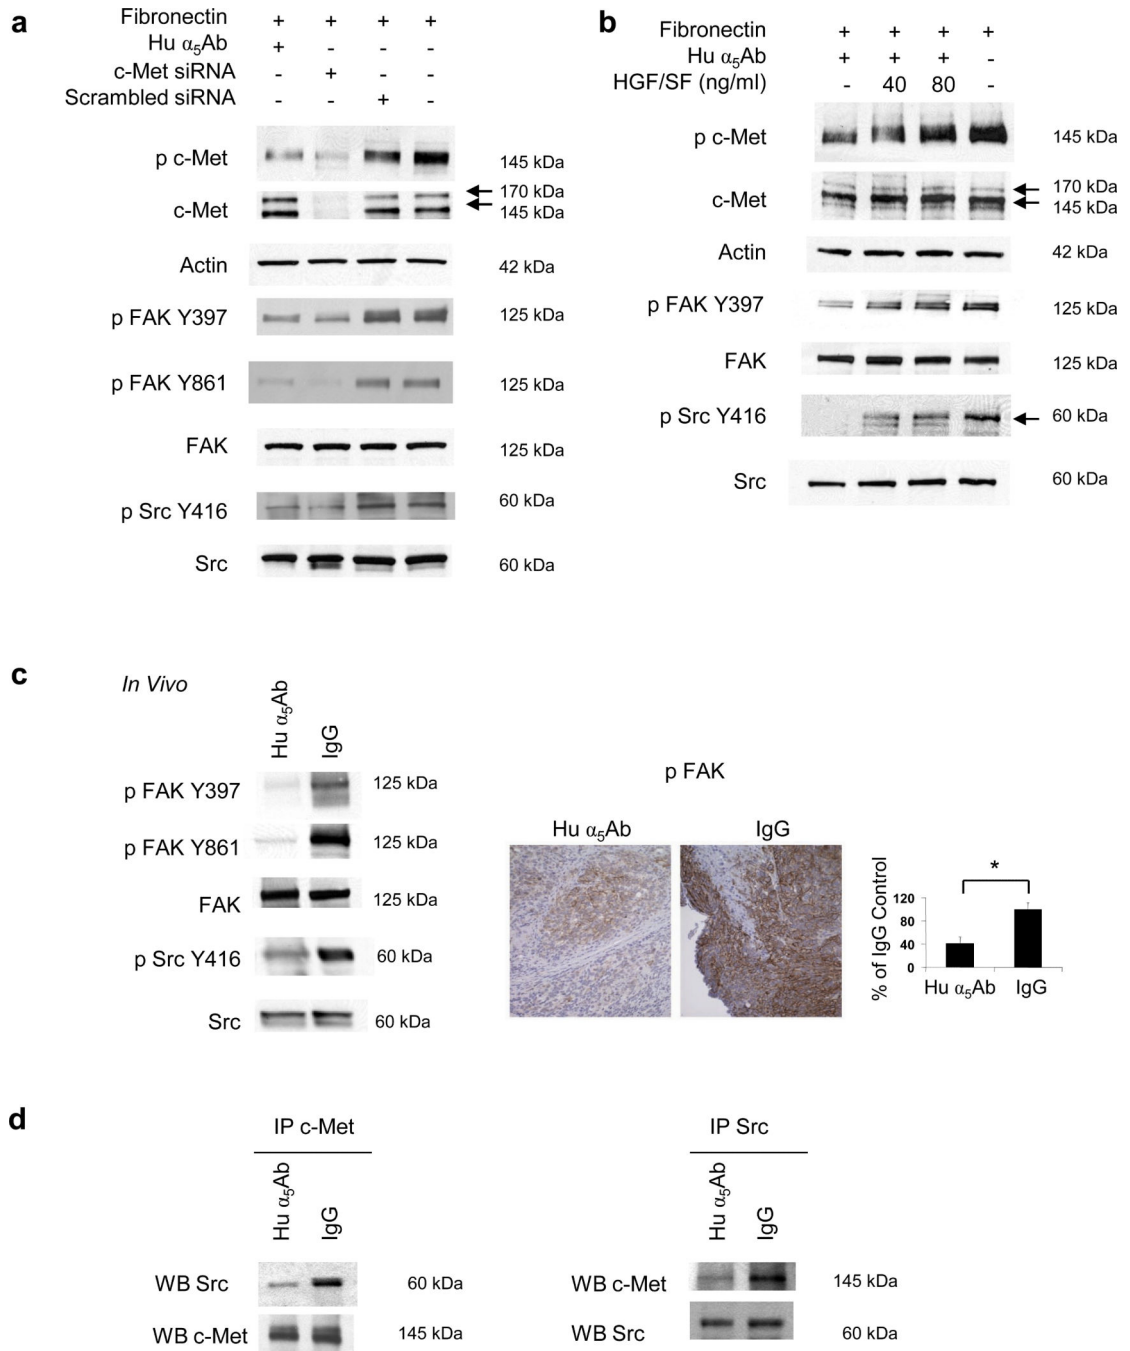 a
Fibronectin + + + +
Hu α5Ab + - - -
c-Met siRNA - + - -
Scrambled siRNA - - + -
p c-Met 145 kDa
170 kDa
c-Met 145 kDa
Actin 42 kDa
p FAK Y397 125 kDa
p FAK Y861 125 kDa
FAK 125 kDa
p Src Y416 60 kDa
Src 60 kDa
b
Fibronectin + + + +
Hu α5Ab + + + -
HGF/SF (ng/ml) - 40 80 -
p c-Met 145 kDa
170 kDa
c-Met 145 kDa
Actin 42 kDa
p FAK Y397 125 kDa
FAK 125 kDa
p Src Y416 60 kDa
Src 60 kDa
c
In Vivo
Hu α5Ab IgG
p FAK Y397 125 kDa
p FAK Y861 125 kDa
FAK 125 kDa
p Src Y416 60 kDa
Src 60 kDa
p FAK
Hu α5Ab IgG
% of IgG Control
*
120
80
40
0
Hu α5Ab IgG
d
IP c-Met
Hu α5Ab IgG
WB Src 60 kDa
WB c-Met 145 kDa
IP Src
Hu α5Ab IgG
WB c-Met 145 kDa
WB Src 60 kDa